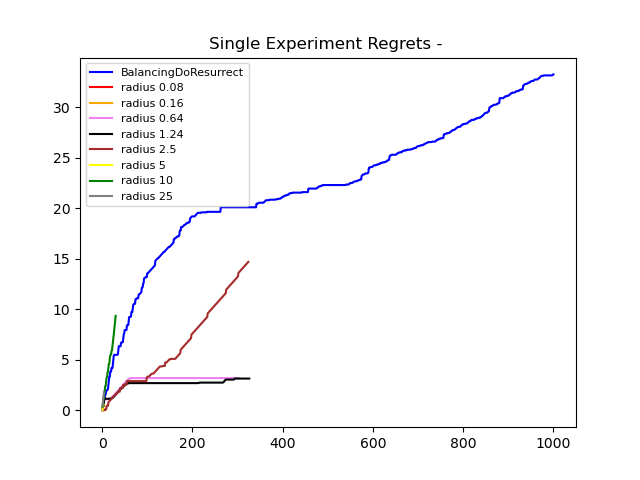 Single Experiment Regrets -
BalancingDoResurrect
radius 0.08
radius 0.16
radius 0.64
radius 1.24
radius 2.5
radius 5
radius 10
radius 25
30
25
20
15
10
5
0
0 200 400 600 800 1000